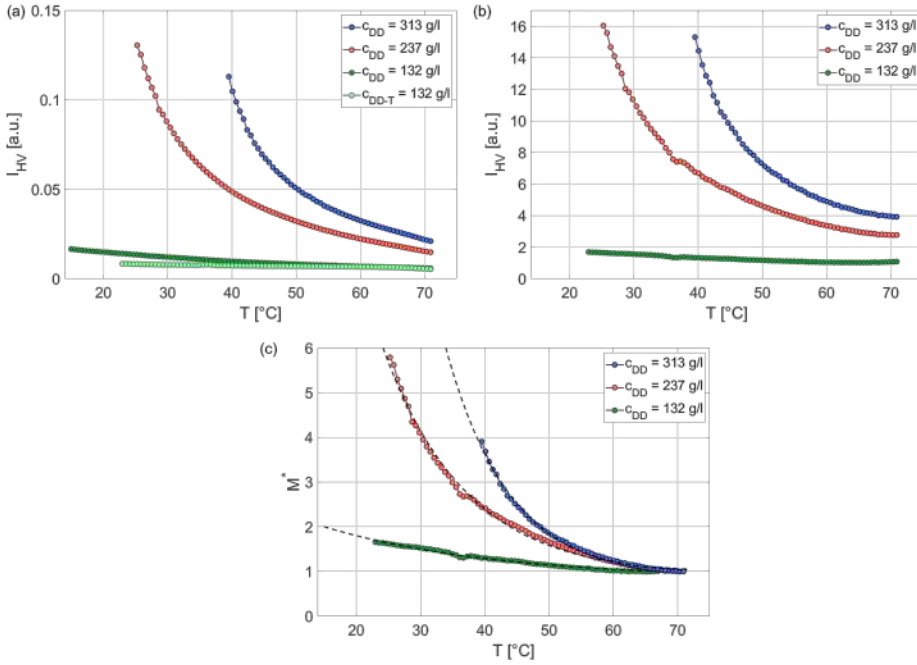 (a)
0.15
0.1
0.05
0
I_HV [a.u.]
20 30 40 50 60 70
T [°C]
c_DD = 313 g/l
c_DD = 237 g/l
c_DD = 132 g/l
c_DD-T = 132 g/l
(b)
16
14
12
10
8
6
4
2
0
I_HV [a.u.]
20 30 40 50 60 70
T [°C]
c_DD = 313 g/l
c_DD = 237 g/l
c_DD = 132 g/l
(c)
6
5
4
3
2
1
0
M*
20 30 40 50 60 70
T [°C]
c_DD = 313 g/l
c_DD = 237 g/l
c_DD = 132 g/l